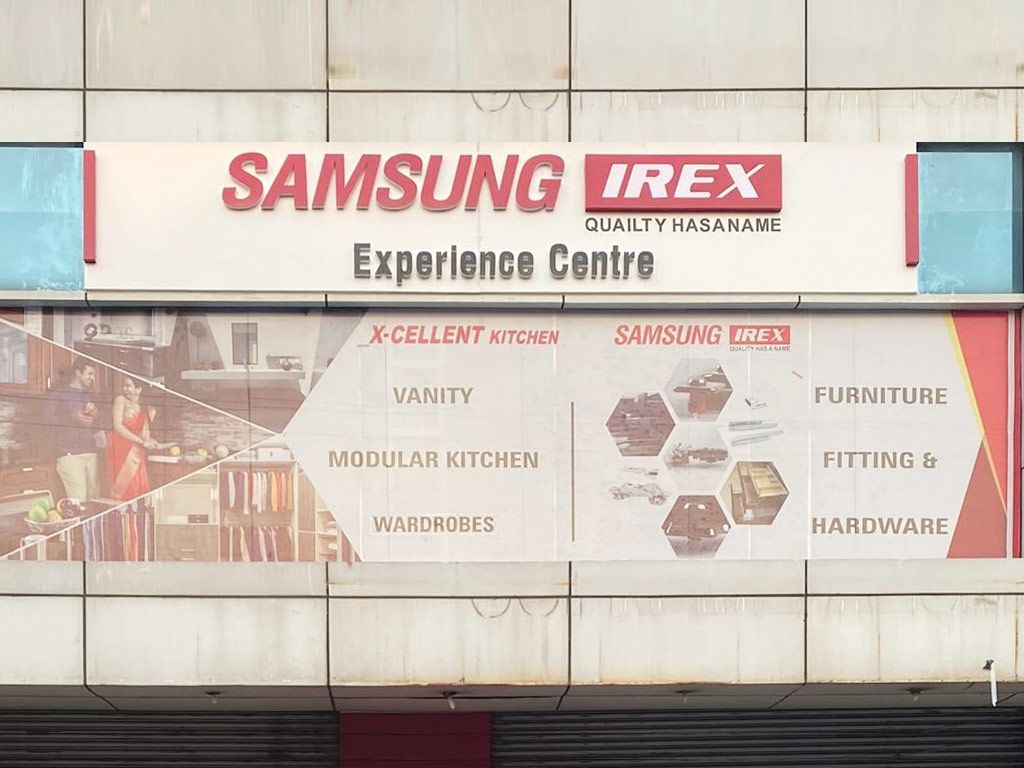 SAMSUNG IREX
QUAILTY HASANAME
Experience Centre
_X-CELLENT KITCHEN
VANITY
MODULAR KITCHEN
WARDROBES
SAMSUNG IREX
QUALITY HAS A NAME
FURNITURE
FITTING &
HARDWARE